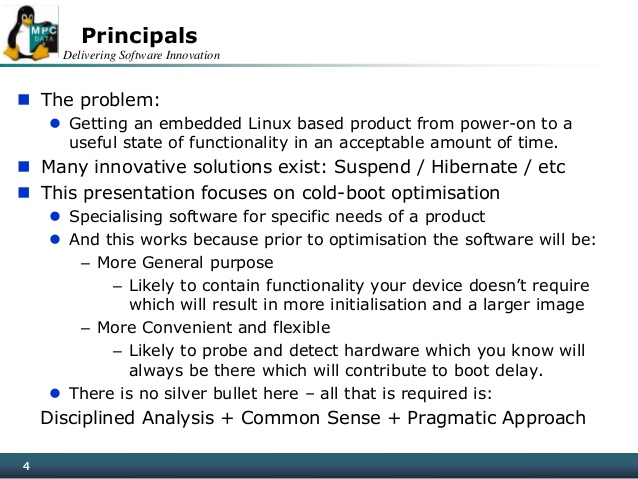 MPC
DATA
Principals
Delivering Software Innovation
The problem:
Getting an embedded Linux based product from power-on to a
useful state of functionality in an acceptable amount of time.
Many innovative solutions exist: Suspend / Hibernate / etc
This presentation focuses on cold-boot optimisation
Specialising software for specific needs of a product
And this works because prior to optimisation the software will be:
– More General purpose
– Likely to contain functionality your device doesn’t require
which will result in more initialisation and a larger image
– More Convenient and flexible
– Likely to probe and detect hardware which you know will
always be there which will contribute to boot delay.
There is no silver bullet here – all that is required is:
Disciplined Analysis + Common Sense + Pragmatic Approach
4